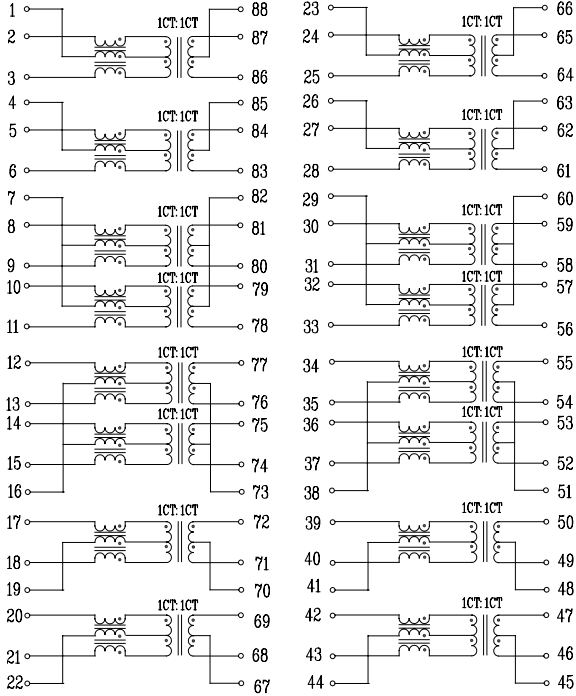 1 88 23 66
1CT:1CT 1CT:1CT
2 87 24 65
3 86 25 64
4 85 26 63
1CT:1CT 1CT:1CT
5 84 27 62
6 83 28 61
7 82 29 60
1CT:1CT 1CT:1CT
8 81 30 59
9 80 31 58
1CT:1CT 1CT:1CT
10 79 32 57
11 78 33 56
1CT:1CT 1CT:1CT
12 77 34 55
13 76 35 54
1CT:1CT 1CT:1CT
14 75 36 53
15 74 37 52
16 73 38 51
1CT:1CT 1CT:1CT
17 72 39 50
18 71 40 49
19 70 41 48
1CT:1CT 1CT:1CT
20 69 42 47
21 68 43 46
22 67 44 45